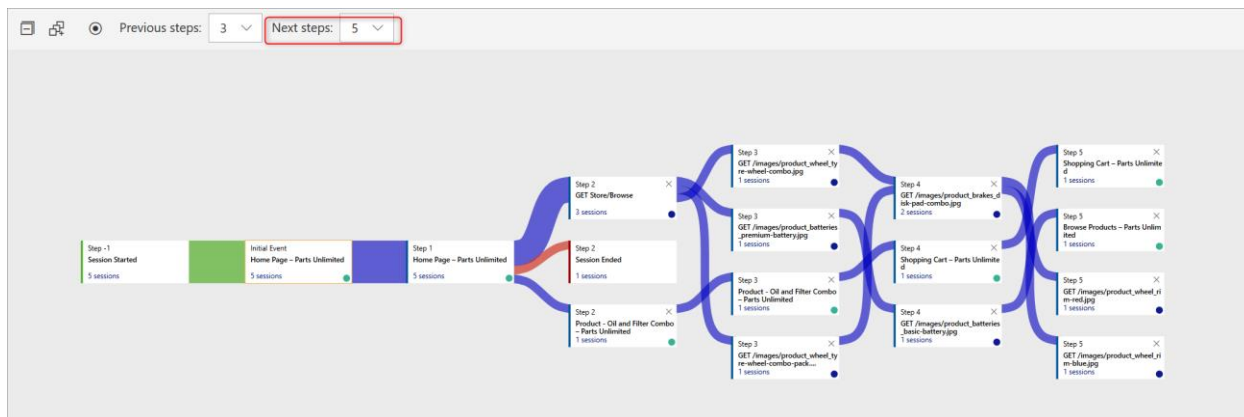 Previous steps: 3 Next steps: 5
Step -1
Session Started
5 sessions
Initial Event
Home Page – Parts Unlimited
5 sessions
Step 1
Home Page – Parts Unlimited
5 sessions
Step 2
GET Store/Browse
3 sessions
Step 2
Session Ended
1 sessions
Step 2
Product - Oil and Filter Combo
– Parts Unlimited
1 sessions
Step 3
GET /images/product_wheel_ty
re-wheel-combo.jpg
1 sessions
Step 3
GET /images/product_batteries
_premium-battery.jpg
1 sessions
Step 3
Product - Oil and Filter Combo
– Parts Unlimited
1 sessions
Step 3
GET /images/product_wheel_ty
re-wheel-combo-pack....
1 sessions
Step 4
GET /images/product_brakes_d
isk-pad-combo.jpg
2 sessions
Step 4
Shopping Cart – Parts Unlimite
d
1 sessions
Step 4
GET /images/product_batteries
_basic-battery.jpg
1 sessions
Step 5
Shopping Cart – Parts Unlimite
d
1 sessions
Step 5
Browse Products – Parts Unlim
ited
1 sessions
Step 5
GET /images/product_wheel_ri
m-red.jpg
1 sessions
Step 5
GET /images/product_wheel_ri
m-blue.jpg
1 sessions